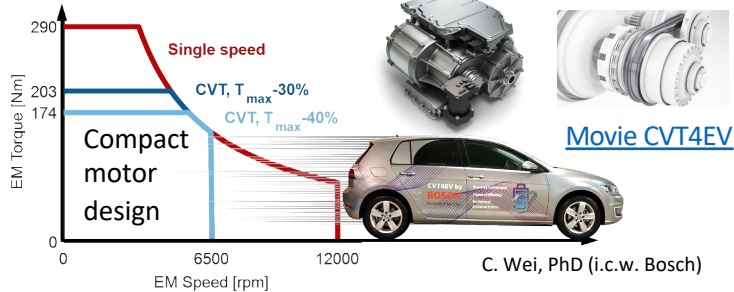 290
Single speed
203
CVT, Tmax-30%
174
CVT, Tmax-40%
EM Torque [Nm]
Compact
motor
design
0
0
6500
12000
EM Speed [rpm]
Movie CVT4EV
CVT4EV by
BOSCH
C. Wei, PhD (i.c.w. Bosch)